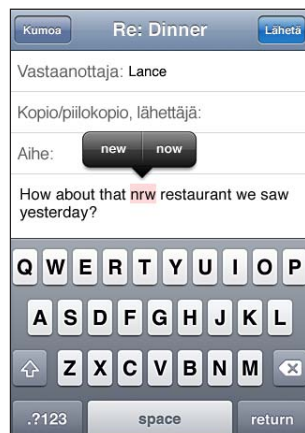 Kumoa Re: Dinner Lähetä
Vastaanottaja: Lance
Kopio/piilokopio, lähettäjä:
Aihe:
new now
How about that nrw restaurant we saw
yesterday?
Q W E R T Y U I O P
A S D F G H J K L
Z X C V B N M
.?123 space return